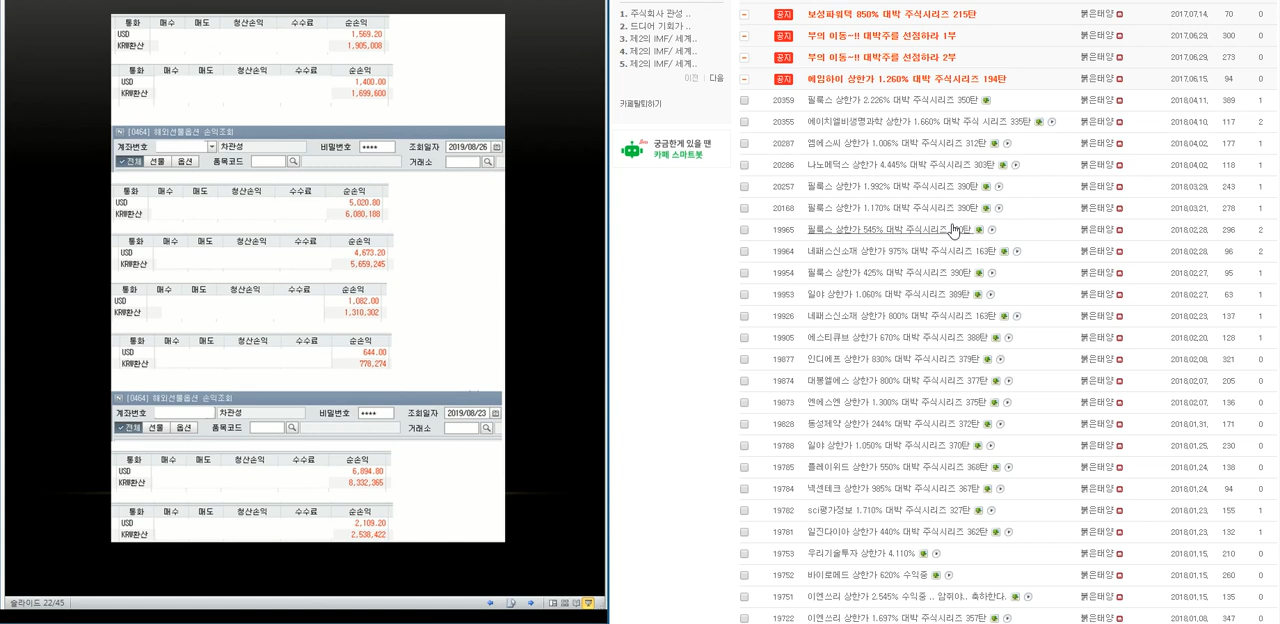 통화 매수 매도 청산손익 수수료 순손익
USD 1,569.20
KRW환산 1,905,008
통화 매수 매도 청산손익 수수료 순손익
USD 1,400.00
KRW환산 1,699,600
[0464] 해외선물옵션 손익조회
계좌번호 차관성 비밀번호 **** 조회일자 2019/08/26
전체 선물 옵션 품목코드 거래소
통화 매수 매도 청산손익 수수료 순손익
USD 5,020.80
KRW환산 6,080,188
통화 매수 매도 청산손익 수수료 순손익
USD 4,673.20
KRW환산 5,659,245
통화 매수 매도 청산손익 수수료 순손익
USD 1,082.00
KRW환산 1,310,302
통화 매수 매도 청산손익 수수료 순손익
USD 644.00
KRW환산 778,274
[0464] 해외선물옵션 손익조회
계좌번호 차관성 비밀번호 **** 조회일자 2019/08/23
전체 선물 옵션 품목코드 거래소
통화 매수 매도 청산손익 수수료 순손익
USD 6,894.80
KRW환산 8,332,365
통화 매수 매도 청산손익 수수료 순손익
USD 2,109.20
KRW환산 2,538,422
슬라이드 22/45
1. 주식회사 관성 ..
2. 드디어 기회가 ..
3. 제2의 IMF/ 세계..
4. 제2의 IMF/ 세계..
5. 제2의 IMF/ 세계..
이전 | 다음
카페탈퇴하기
궁금한게 있을 땐
카페 스마트봇
공지 보성파워텍 850% 대박 주식시리즈 215탄 붉은태양 2017.07.14. 70 0
공지 부의 이동~!! 대박주를 선점하라 1부 붉은태양 2017.06.29. 300 0
공지 부의 이동~!! 대박주를 선점하라 2부 붉은태양 2017.06.29. 273 0
공지 에임하이 상한가 1.260% 대박 주식시리즈 194탄 붉은태양 2017.06.15. 94 0
20359 필룩스 상한가 2.226% 대박 주식시리즈 350탄 붉은태양 2018.04.11. 389 1
20355 에이치엘비생명과학 상한가 1.660% 대박 주식 시리즈 335탄 붉은태양 2018.04.10. 117 2
20287 엠에스씨 상한가 1.006% 대박 주식시리즈 312탄 붉은태양 2018.04.02. 177 1
20286 나노메딕스 상한가 4.445% 대박 주식시리즈 303탄 붉은태양 2018.04.02. 118 1
20257 필룩스 상한가 1.992% 대박 주식시리즈 390탄 붉은태양 2018.03.29. 243 1
20168 필룩스 상한가 1.170% 대박 주식시리즈 390탄 붉은태양 2018.03.21. 278 1
19965 필룩스 상한가 545% 대박 주식시리즈 붉은태양 2018.02.28. 296 2
19964 네패스신소재 상한가 975% 대박 주식시리즈 163탄 붉은태양 2018.02.28. 96 2
19954 필룩스 상한가 425% 대박 주식시리즈 390탄 붉은태양 2018.02.27. 95 1
19953 일야 상한가 1.060% 대박 주식시리즈 389탄 붉은태양 2018.02.27. 63 1
19926 네패스신소재 상한가 800% 대박 주식시리즈 163탄 붉은태양 2018.02.23. 137 1
19905 에스티큐브 상한가 670% 대박 주식시리즈 388탄 붉은태양 2018.02.20. 128 1
19877 인디에프 상한가 830% 대박 주식시리즈 379탄 붉은태양 2018.02.08. 321 0
19874 대봉엘에스 상한가 800% 대박 주식시리즈 377탄 붉은태양 2018.02.07. 205 0
19873 엔에스엔 상한가 1.300% 대박 주식시리즈 375탄 붉은태양 2018.02.07. 136 0
19828 동성제약 상한가 244% 대박 주식시리즈 372탄 붉은태양 2018.01.31. 171 0
19788 일야 상한가 1.050% 대박 주식시리즈 370탄 붉은태양 2018.01.25. 230 0
19785 플레이위드 상한가 550% 대박 주식시리즈 368탄 붉은태양 2018.01.24. 138 0
19784 넥센테크 상한가 985% 대박 주식시리즈 367탄 붉은태양 2018.01.24. 94 0
19782 sci평가정보 1.710% 대박 주식시리즈 327탄 붉은태양 2018.01.23. 155 1
19781 일진다이아 상한가 440% 대박 주식시리즈 362탄 붉은태양 2018.01.23. 132 1
19753 우리기술투자 상한가 4.110% 붉은태양 2018.01.15. 210 0
19752 바이로메드 상한가 620% 수익중 붉은태양 2018.01.15. 260 0
19751 이엔쓰리 상한가 2.545% 수익중 .. 암쥐야.. 축하한다. 붉은태양 2018.01.15. 135 0
19722 이엔쓰리 상한가 1.697% 대박 주식시리즈 357탄 붉은태양 2018.01.08. 347 0